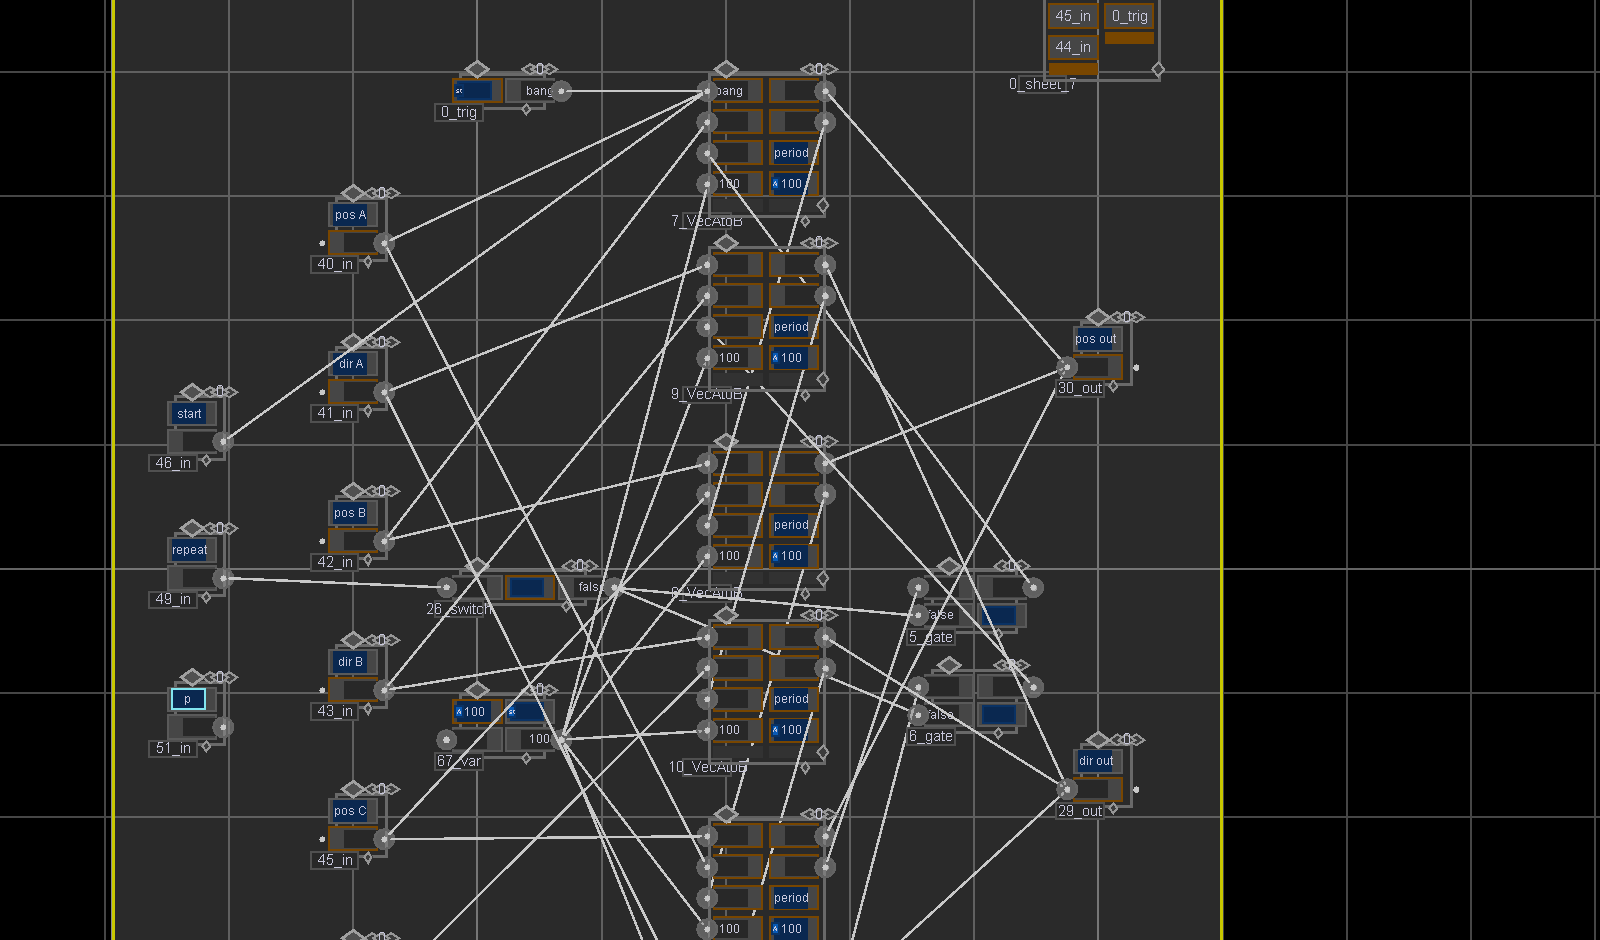 45_in 0_trig
44_in
0_sheet_7
st bang
0_trig
bang
period
100 A 100
7_VecAtoB
pos A
40_in
period
100 A 100
9_VecAtoB
dir A
41_in
start
46_in
pos out
30_out
pos B
42_in
period
100 A 100
repeat
49_in
false
26_switch
false
5_gate
dir B
43_in
period
100 A 100
10_VecAtoB
p
51_in
A 100 st
100
67_var
false
6_gate
dir out
29_out
pos C
45_in
period
100 A 100